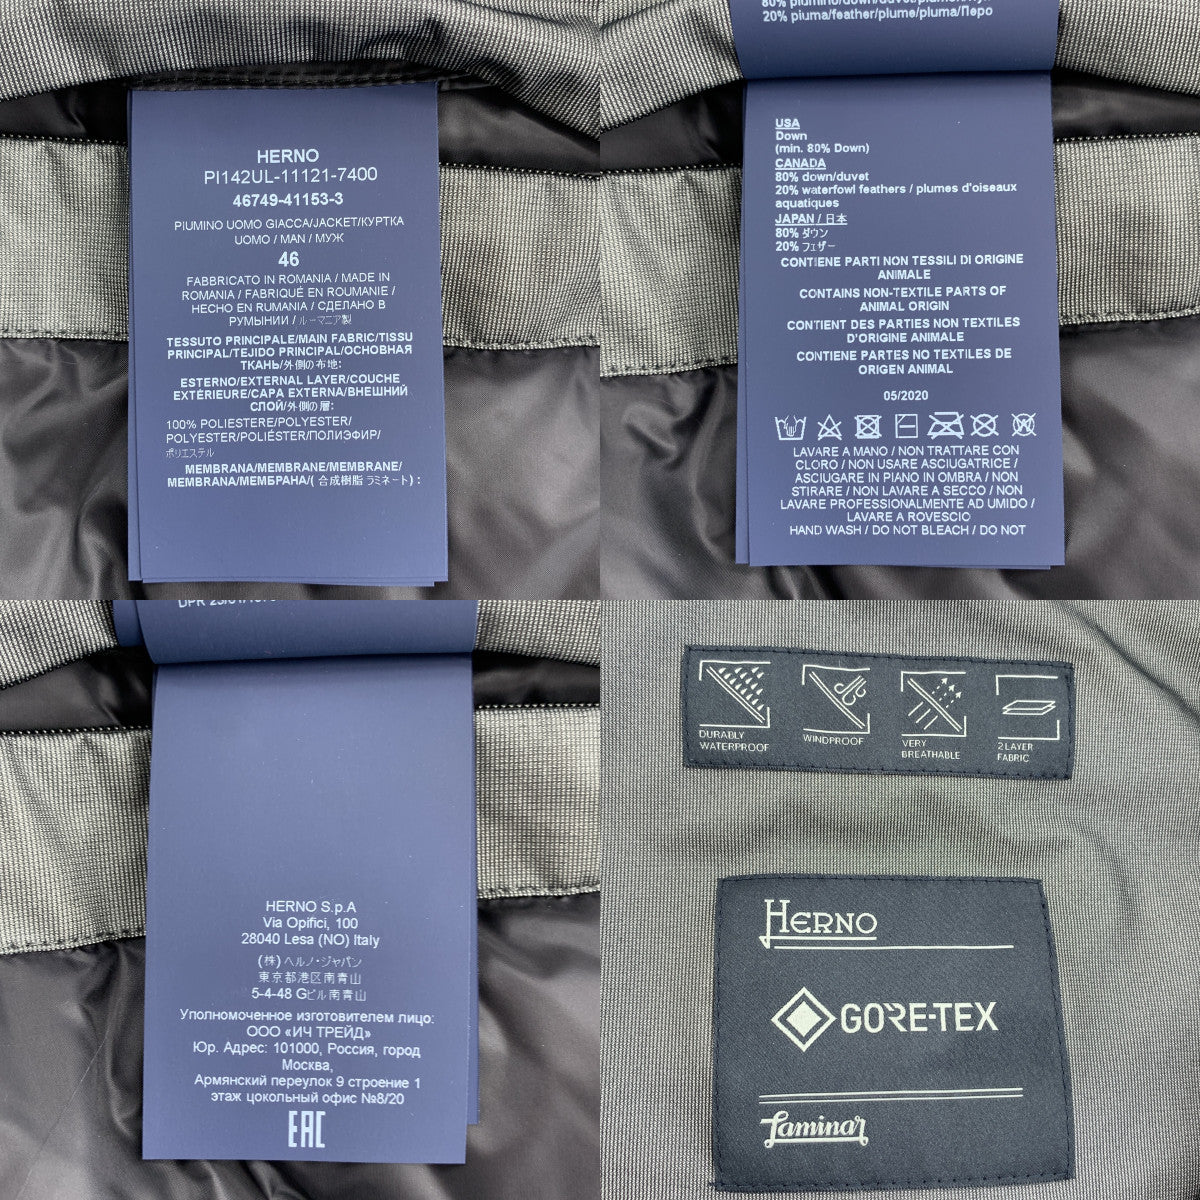 HERNO
PI142UL-11121-7400
46749-41153-3
PIUMINO UOMO GIACCA/JACKET/КУРТКА
UOMO / MAN / МУЖ
46
FABBRICATO IN ROMANIA / MADE IN
ROMANIA / FABRIQUÉ EN ROUMANIE /
HECHO EN RUMANIA / СДЕЛАНО В
РУМЫНИИ / ルーマニア製
TESSUTO PRINCIPALE/MAIN FABRIC/TISSU
PRINCIPAL/TEJIDO PRINCIPAL/ОСНОВНАЯ
ТКАНЬ/外側の布地:
ESTERNO/EXTERNAL LAYER/COUCHE
EXTÉRIEURE/CAPA EXTERNA/ВНЕШНИЙ
СЛОЙ/外側の層:
100% POLIESTERE/POLYESTER/
POLYESTER/POLIÉSTER/ПОЛИЭФИР/
ポリエステル
MEMBRANA/MEMBRANE/MEMBRANE/
MEMBRANA/МЕМБРАНА/( 合成樹脂 ラミネート) :
20% piuma/feather/plume/pluma/Перо
USA
Down
(min. 80% Down)
CANADA
80% down/duvet
20% waterfowl feathers / plumes d'oiseaux
aquatiques
JAPAN / 日本
80% ダウン
20% フェザー
CONTIENE PARTI NON TESSILI DI ORIGINE
ANIMALE
CONTAINS NON-TEXTILE PARTS OF
ANIMAL ORIGIN
CONTIENT DES PARTIES NON TEXTILES
D'ORIGINE ANIMALE
CONTIENE PARTES NO TEXTILES DE
ORIGEN ANIMAL
05/2020
LAVARE A MANO / NON TRATTARE CON
CLORO / NON USARE ASCIUGATRICE /
ASCIUGARE IN PIANO IN OMBRA / NON
STIRARE / NON LAVARE A SECCO / NON
LAVARE PROFESSIONALMENTE AD UMIDO /
LAVARE A ROVESCIO
HAND WASH / DO NOT BLEACH / DO NOT
HERNO S.p.A
Via Opifici, 100
28040 Lesa (NO) Italy
(株) ヘルノ・ジャパン
東京都港区南青山
5-4-48 Gビル南青山
Уполномоченное изготовителем лицо:
ООО «ИЧ ТРЕЙД»
Юр. Адрес: 101000, Россия, город
Москва,
Армянский переулок 9 строение 1
этаж цокольный офис №8/20
EAC
DURABLY
WATERPROOF
WINDPROOF
VERY
BREATHABLE
2 LAYER
FABRIC
HERNO
GORE-TEX
Laminar